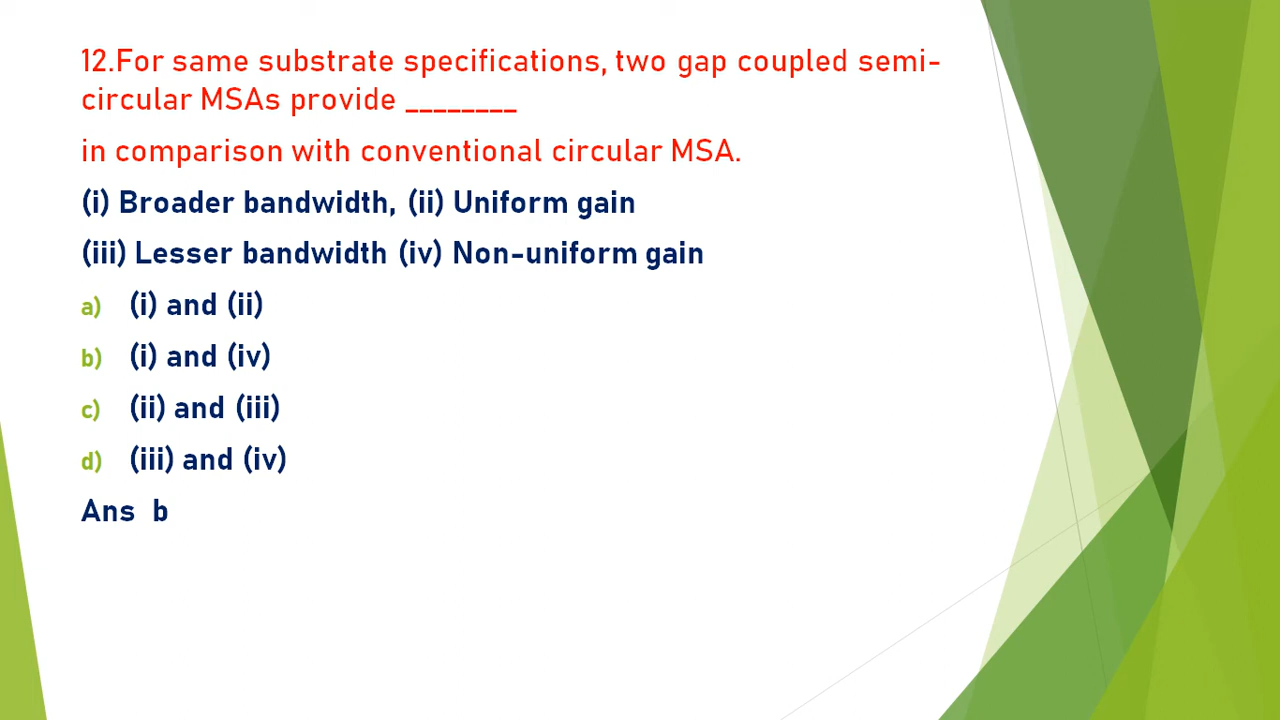 12.For same substrate specifications, two gap coupled semi-
circular MSAs provide ________
in comparison with conventional circular MSA.
(i) Broader bandwidth, (ii) Uniform gain
(iii) Lesser bandwidth (iv) Non-uniform gain
a) (i) and (ii)
b) (i) and (iv)
c) (ii) and (iii)
d) (iii) and (iv)
Ans b